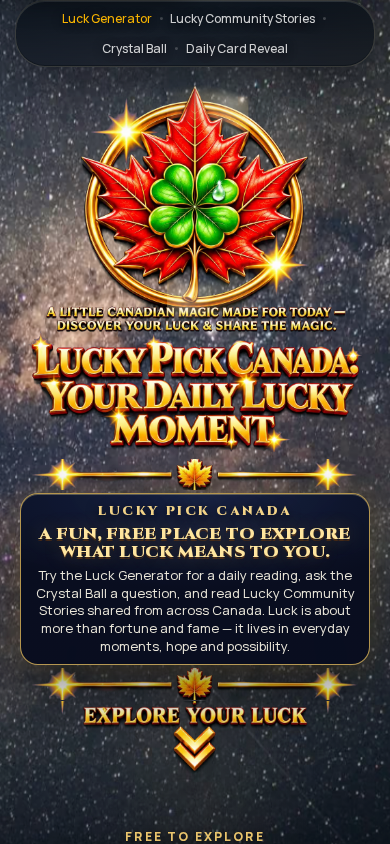 Luck Generator • Lucky Community Stories •
Crystal Ball • Daily Card Reveal
A LITTLE CANADIAN MAGIC MADE FOR TODAY —
DISCOVER YOUR LUCK & SHARE THE MAGIC.
LUCKY PICK CANADA:
YOUR DAILY LUCKY
MOMENT
LUCKY PICK CANADA
A FUN, FREE PLACE TO EXPLORE
WHAT LUCK MEANS TO YOU.
Try the Luck Generator for a daily reading, ask the
Crystal Ball a question, and read Lucky Community
Stories shared from across Canada. Luck is about
more than fortune and fame — it lives in everyday
moments, hope and possibility.
EXPLORE YOUR LUCK
FREE TO EXPLORE